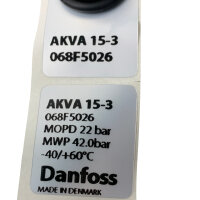 AKVA 15-3
068F5026
AKVA 15-3
068F5026
MOPD 22 bar
MWP 42.0bar
-40/+60°C
Danfoss
MADE IN DENMARK